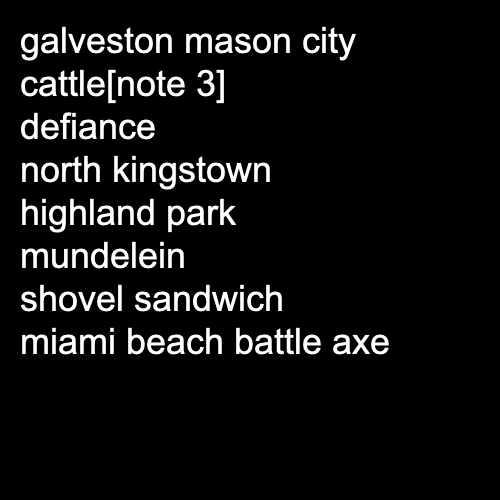 galveston mason city
cattle[note 3]
defiance
north kingstown
highland park
mundelein
shovel sandwich
miami beach battle axe